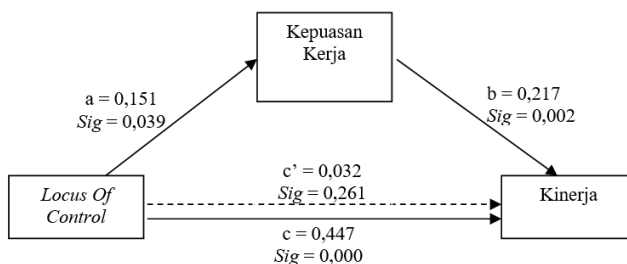 Kepuasan
Kerja
a = 0,151
Sig = 0,039
b = 0,217
Sig = 0,002
c’ = 0,032
Sig = 0,261
Locus Of
Control
Kinerja
c = 0,447
Sig = 0,000